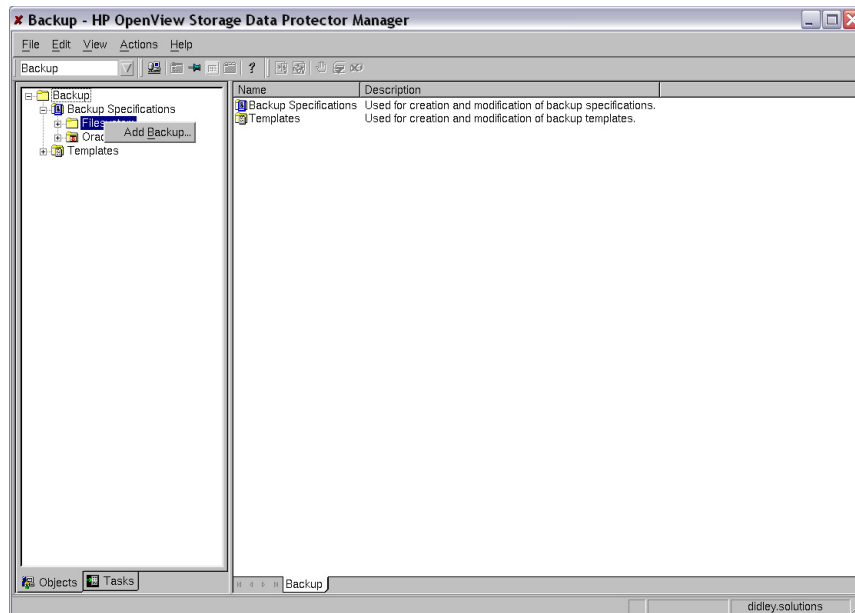 Backup - HP OpenView Storage Data Protector Manager
File Edit View Actions Help
Backup
?
Backup
Backup Specifications
Add Backup...
Templates
Name Description
Backup Specifications Used for creation and modification of backup specifications.
Templates Used for creation and modification of backup templates.
Objects Tasks
Backup
didley.solutions